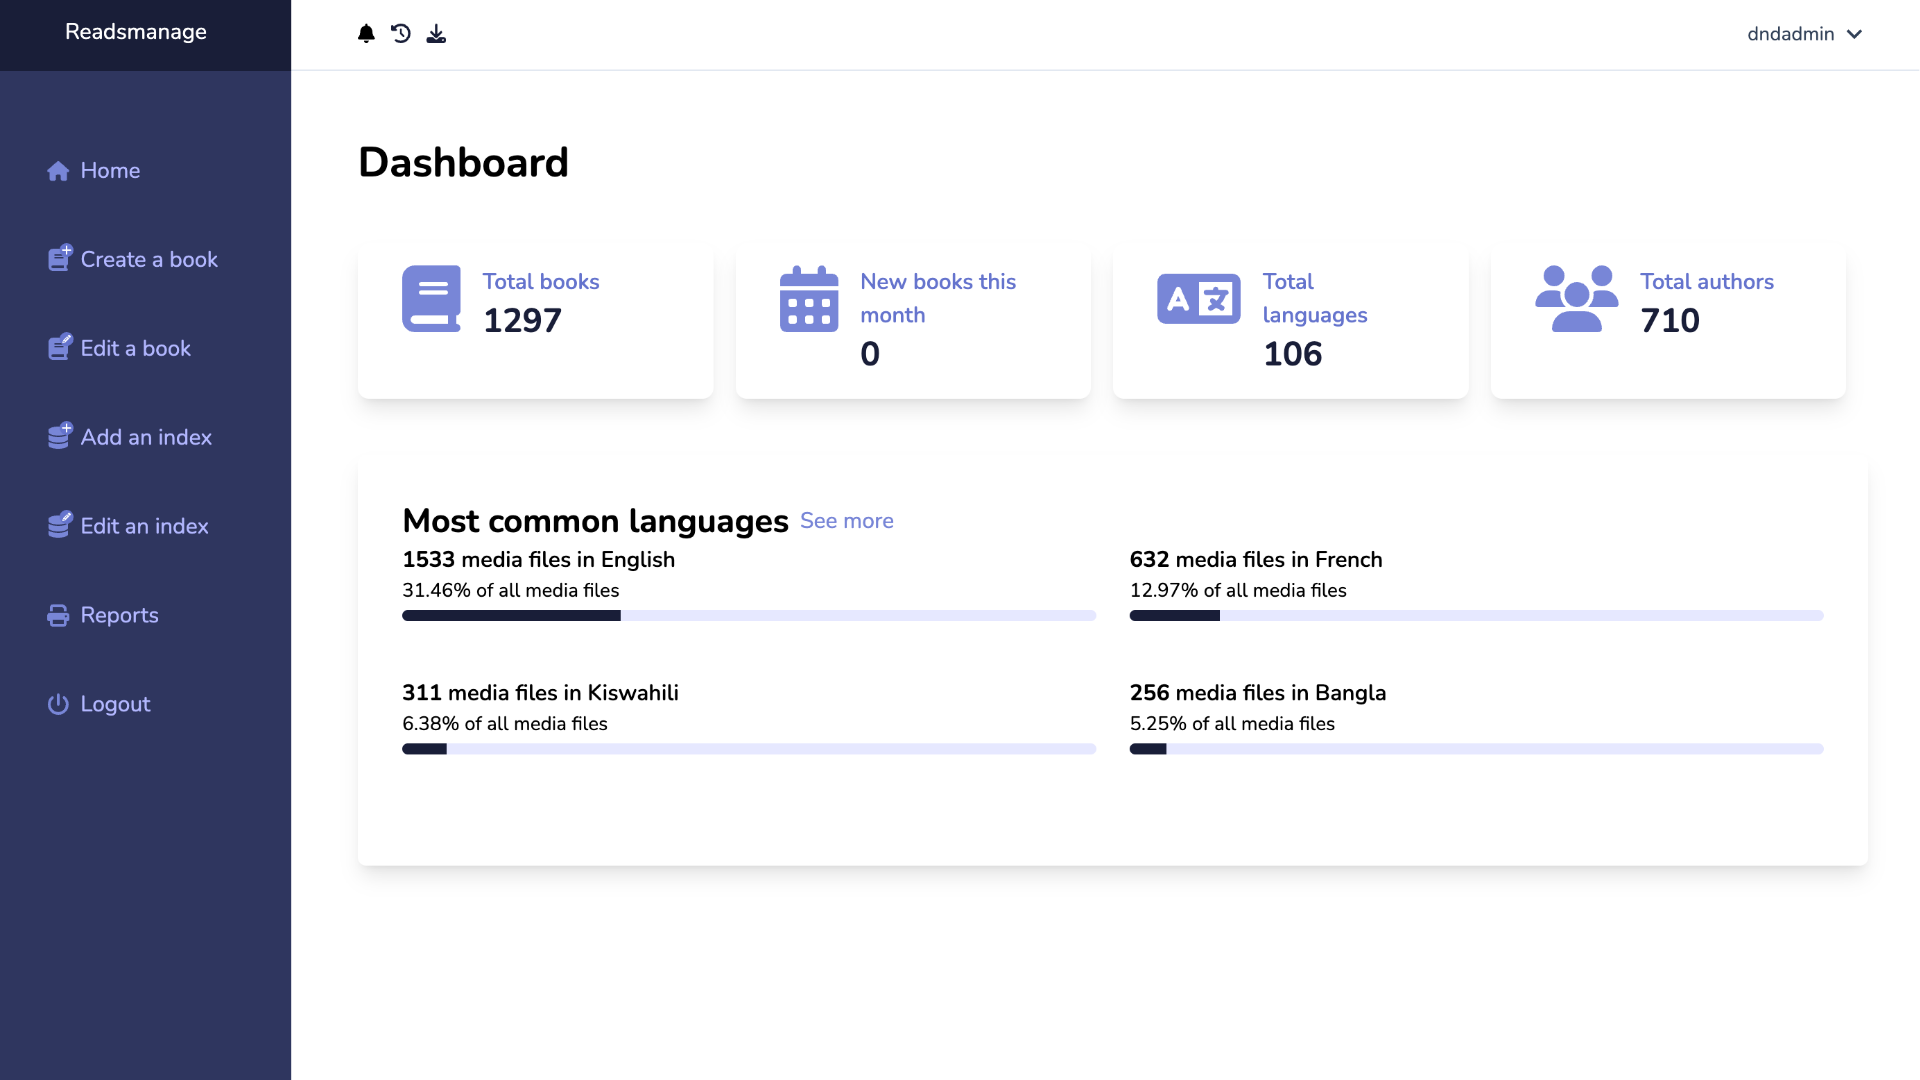 Readsmanage
dndadmin
Home
Create a book
Edit a book
Add an index
Edit an index
Reports
Logout
Dashboard
Total books
1297
New books this
month
0
Total
languages
106
Total authors
710
Most common languages See more
1533 media files in English
31.46% of all media files
632 media files in French
12.97% of all media files
311 media files in Kiswahili
6.38% of all media files
256 media files in Bangla
5.25% of all media files